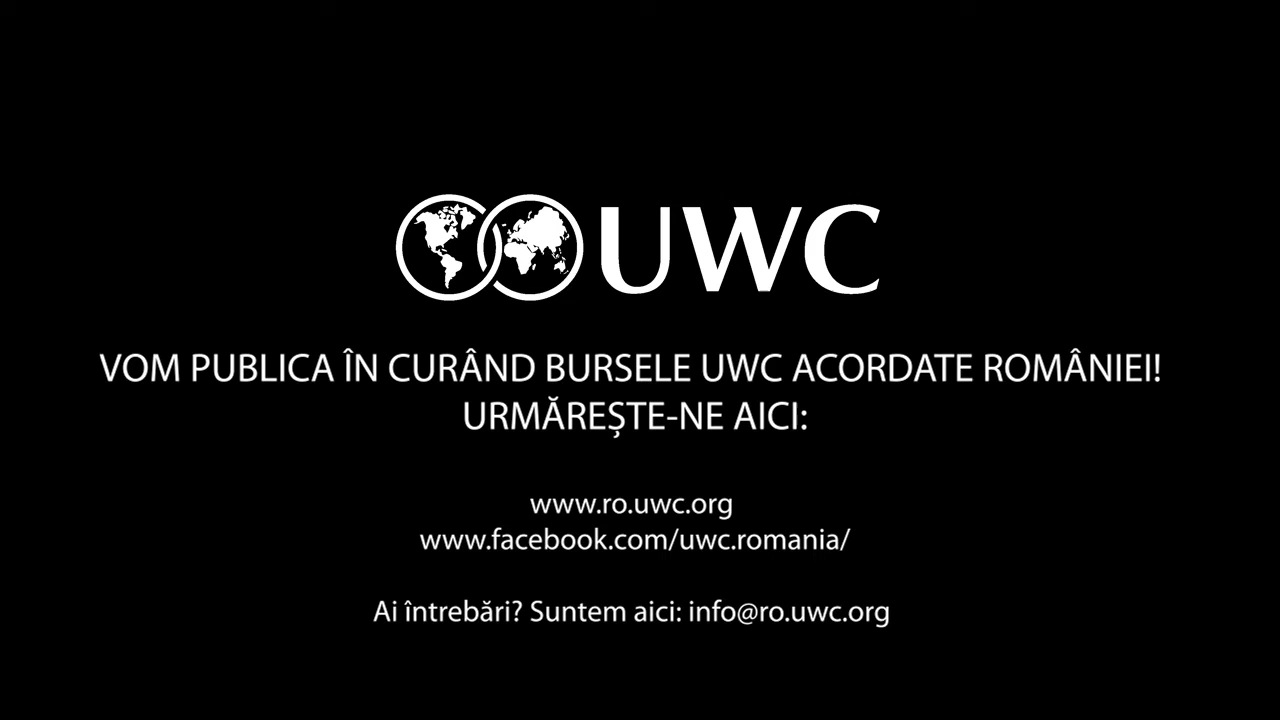 UWC
VOM PUBLICA ÎN CURÂND BURSELE UWC ACORDATE ROMÂNIEI!
URMĂREȘTE-NE AICI:
www.ro.uwc.org
www.facebook.com/uwc.romania/
Ai întrebări? Suntem aici: info@ro.uwc.org